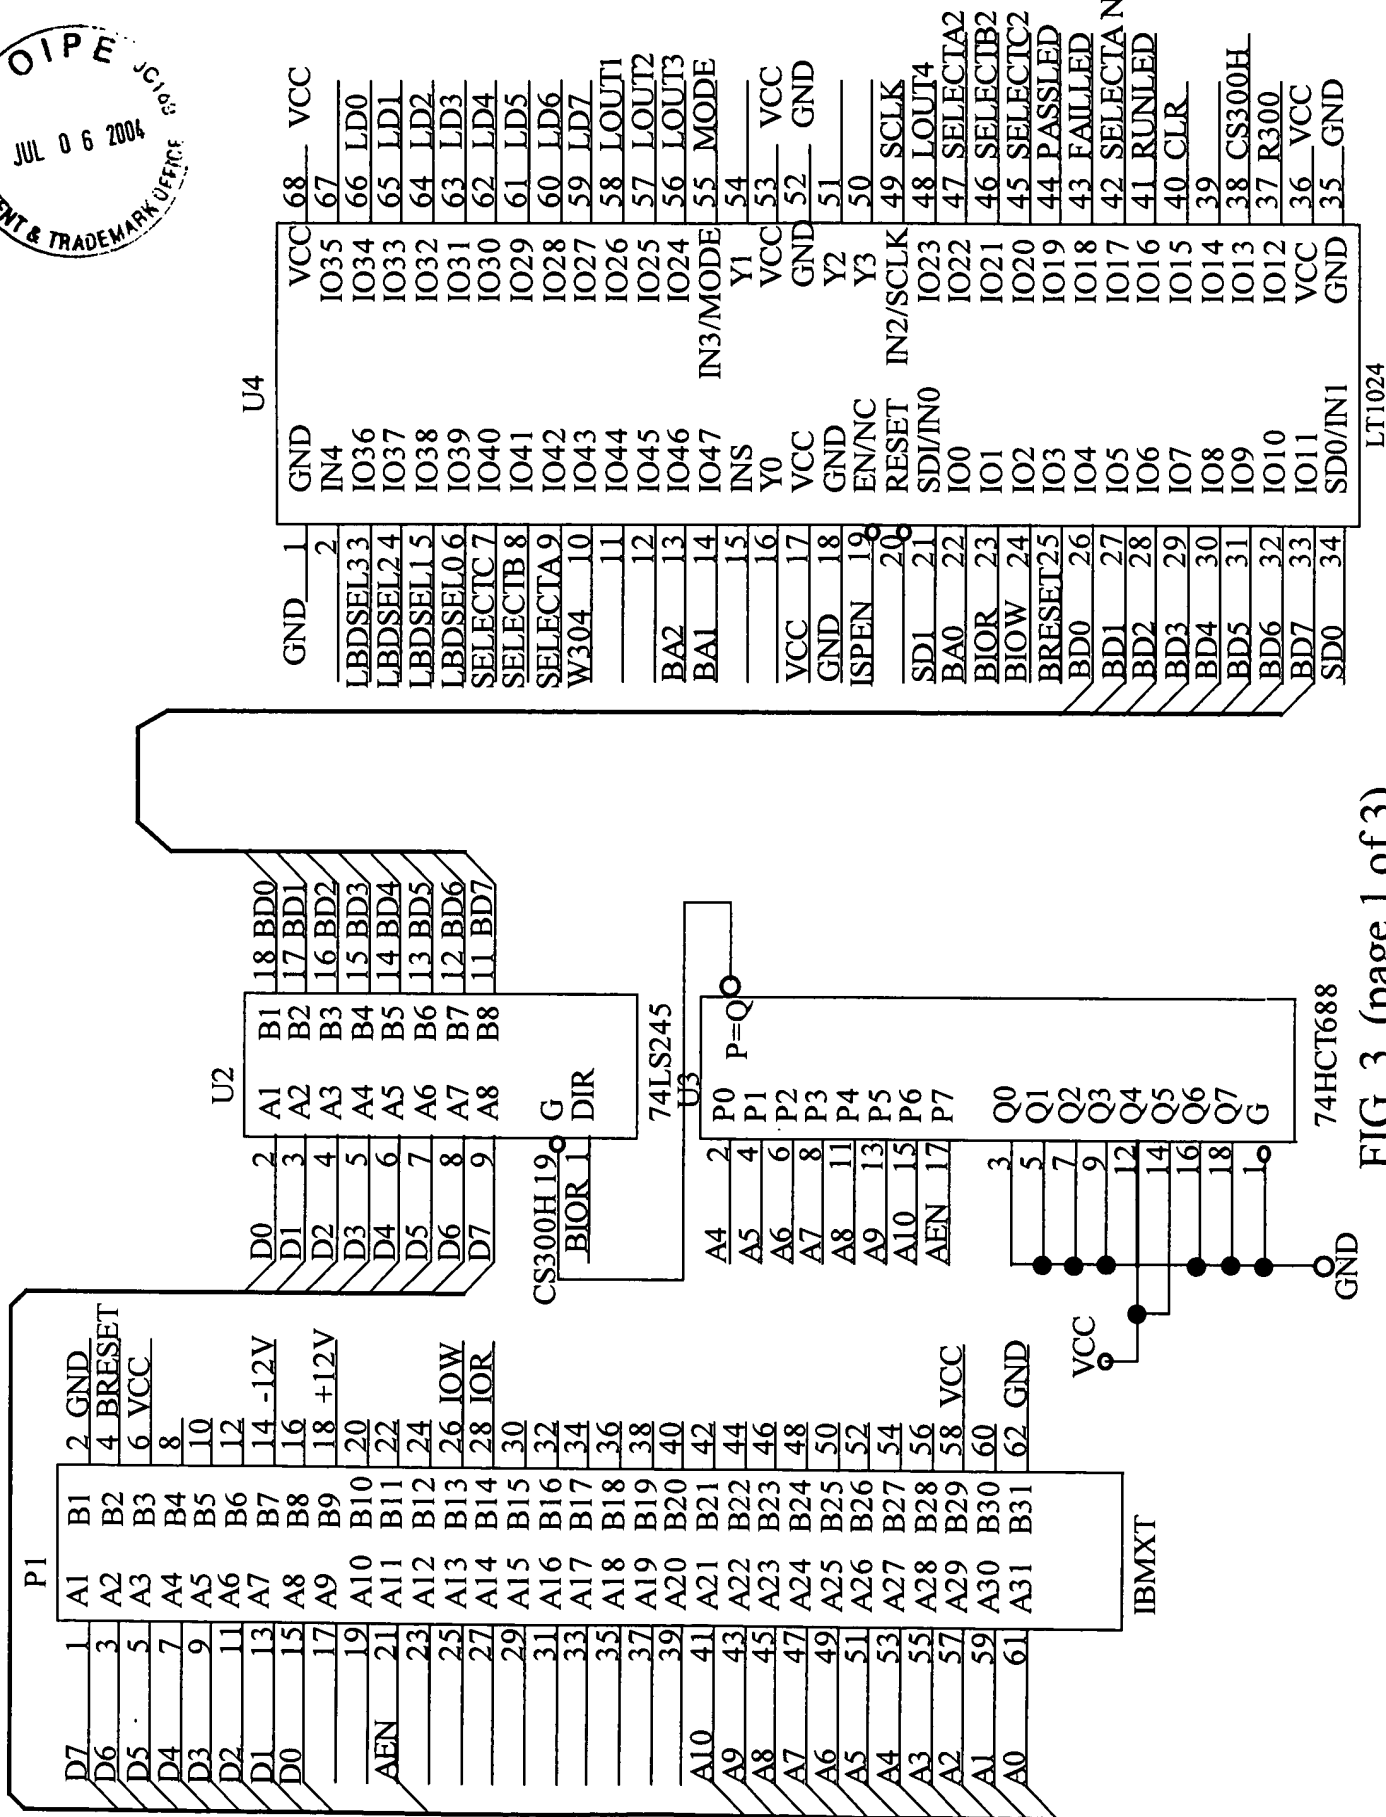 OIPE
JUL 06 2004
ENT & TRADEMARK OFFICE
P1
D7 1 A1 B1 2 GND
D6 3 A2 B2 4 BRESET
D5 5 A3 B3 6 VCC
D4 7 A4 B4 8
D3 9 A5 B5 10
D2 11 A6 B6 12
D1 13 A7 B7 14 -12V
D0 15 A8 B8 16
17 A9 B9 18 +12V
19 A10 B10 20
AEN 21 A11 B11 22
23 A12 B12 24
25 A13 B13 26 IOW
27 A14 B14 28 IOR
29 A15 B15 30
31 A16 B16 32
33 A17 B17 34
35 A18 B18 36
37 A19 B19 38
39 A20 B20 40
A10 41 A21 B21 42
A9 43 A22 B22 44
A8 45 A23 B23 46
A7 47 A24 B24 48
A6 49 A25 B25 50
A5 51 A26 B26 52
A4 53 A27 B27 54
A3 55 A28 B28 56
A2 57 A29 B29 58 VCC
A1 59 A30 B30 60
A0 61 A31 B31 62 GND
IBMXT
U2
D0 2 A1 B1 18 BD0
D1 3 A2 B2 17 BD1
D2 4 A3 B3 16 BD2
D3 5 A4 B4 15 BD3
D4 6 A5 B5 14 BD4
D5 7 A6 B6 13 BD5
D6 8 A7 B7 12 BD6
D7 9 A8 B8 11 BD7
CS300H 19 G
BIOR 1 DIR
74LS245
U3
A4 2 P0 P=Q
A5 4 P1
A6 6 P2
A7 8 P3
A8 11 P4
A9 13 P5
A10 15 P6
AEN 17 P7
3 Q0
5 Q1
7 Q2
9 Q3
12 Q4
14 Q5
16 Q6
18 Q7
1 G
VCC
GND
74HCT688
U4
GND 1 GND VCC 68 VCC
2 IN4 IO35 67
LBDSEL3 3 IO36 IO34 66 LD0
LBDSEL2 4 IO37 IO33 65 LD1
LBDSEL1 5 IO38 IO32 64 LD2
LBDSEL0 6 IO39 IO31 63 LD3
SELECTC 7 IO40 IO30 62 LD4
SELECTB 8 IO41 IO29 61 LD5
SELECTA 9 IO42 IO28 60 LD6
W304 10 IO43 IO27 59 LD7
11 IO44 IO26 58 LOUT1
12 IO45 IO25 57 LOUT2
BA2 13 IO46 IO24 56 LOUT3
BA1 14 IO47 IN3/MODE 55 MODE
15 INS Y1 54
16 Y0 VCC 53 VCC
VCC 17 VCC GND 52 GND
GND 18 GND Y2 51
ISPEN 19 EN/NC Y3 50
20 RESET IN2/SCLK 49 SCLK
SD1 21 SDI/IN0 IO23 48 LOUT4
BA0 22 IO0 IO22 47 SELECTA2
BIOR 23 IO1 IO21 46 SELECTB2
BIOW 24 IO2 IO20 45 SELECTC2
BRESET 25 IO3 IO19 44 PASSLED
BD0 26 IO4 IO18 43 FAILLED
BD1 27 IO5 IO17 42 SELECTAN
BD2 28 IO6 IO16 41 RUNLED
BD3 29 IO7 IO15 40 CLR
BD4 30 IO8 IO14 39
BD5 31 IO9 IO13 38 CS300H
BD6 32 IO10 IO12 37 R300
BD7 33 IO11 VCC 36 VCC
SD0 34 SD0/IN1 GND 35 GND
LT1024
FIG. 3 (page 1 of 3)